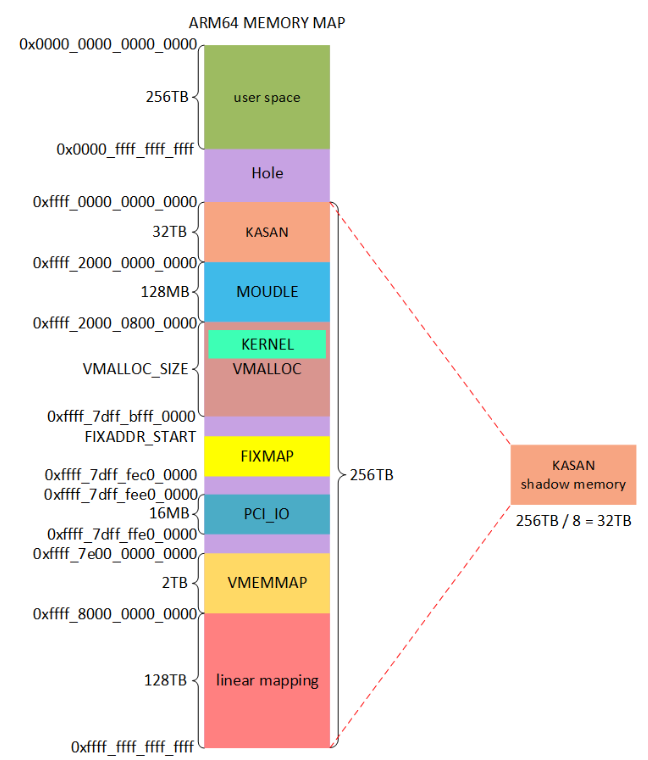 ARM64 MEMORY MAP
0x0000_0000_0000_0000
256TB
user space
0x0000_ffff_ffff_ffff
Hole
0xffff_0000_0000_0000
32TB
KASAN
0xffff_2000_0000_0000
128MB
MOUDLE
0xffff_2000_0800_0000
KERNEL
VMALLOC_SIZE
VMALLOC
0xffff_7dff_bfff_0000
FIXADDR_START
FIXMAP
0xffff_7dff_fec0_0000
0xffff_7dff_fee0_0000
16MB
PCI_IO
0xffff_7dff_ffe0_0000
0xffff_7e00_0000_0000
2TB
VMEMMAP
0xffff_8000_0000_0000
128TB
linear mapping
0xffff_ffff_ffff_ffff
256TB
KASAN
shadow memory
256TB / 8 = 32TB